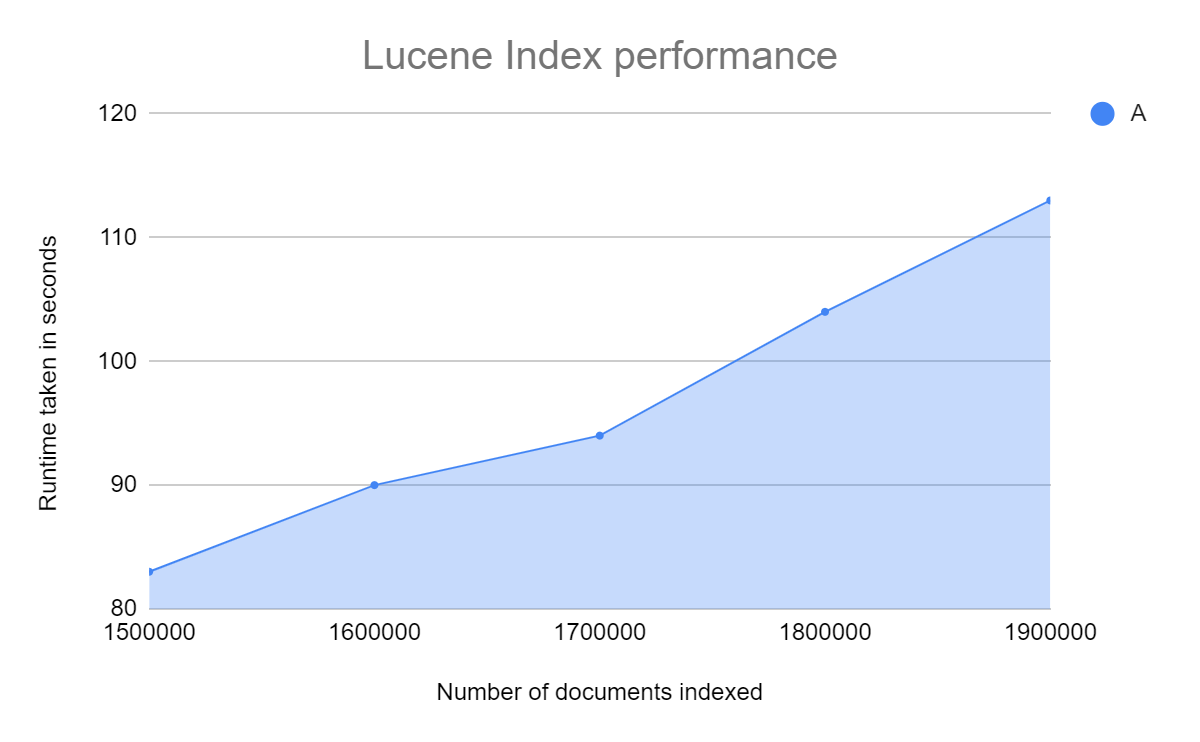 Lucene Index performance
A
Runtime taken in seconds
120
110
100
90
80
1500000 1600000 1700000 1800000 1900000
Number of documents indexed